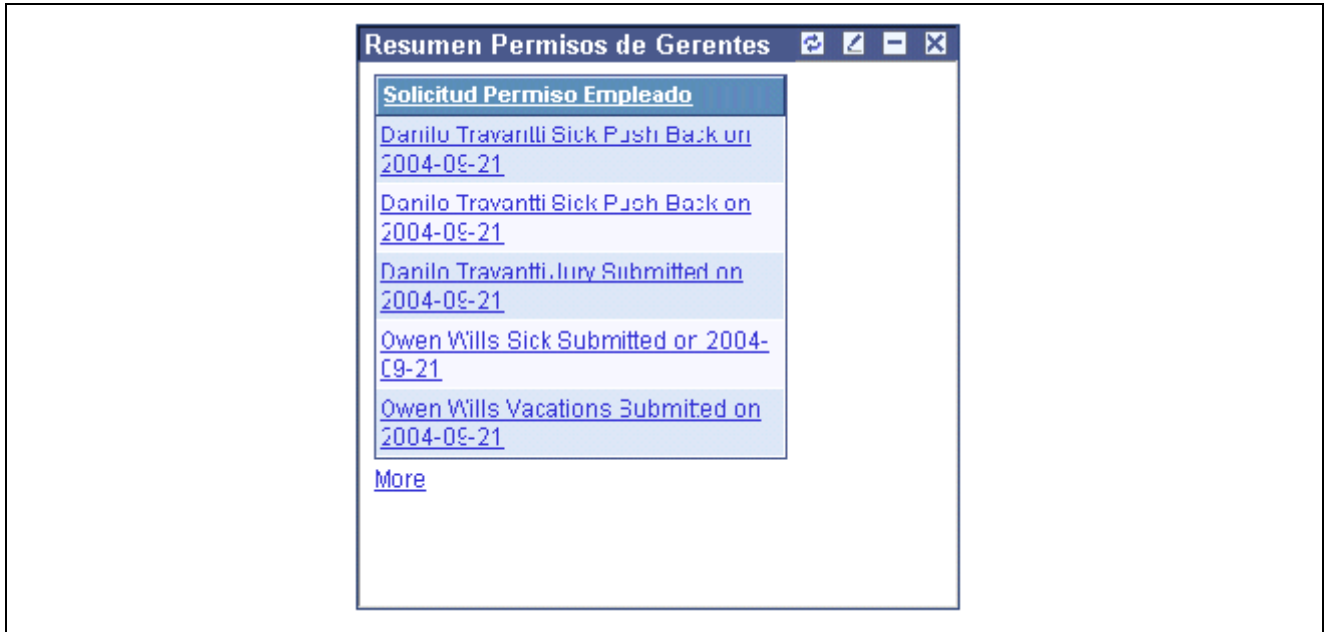 Resumen Permisos de Gerentes
Solicitud Permiso Empleado
Danilo Travantti Sick Push Back on
2004-09-21
Danilo Travantti Sick Push Back on
2004-09-21
Danilo Travantti Jury Submitted on
2004-09-21
Owen Wills Sick Submitted on 2004-
09-21
Owen Wills Vacations Submitted on
2004-09-21
More